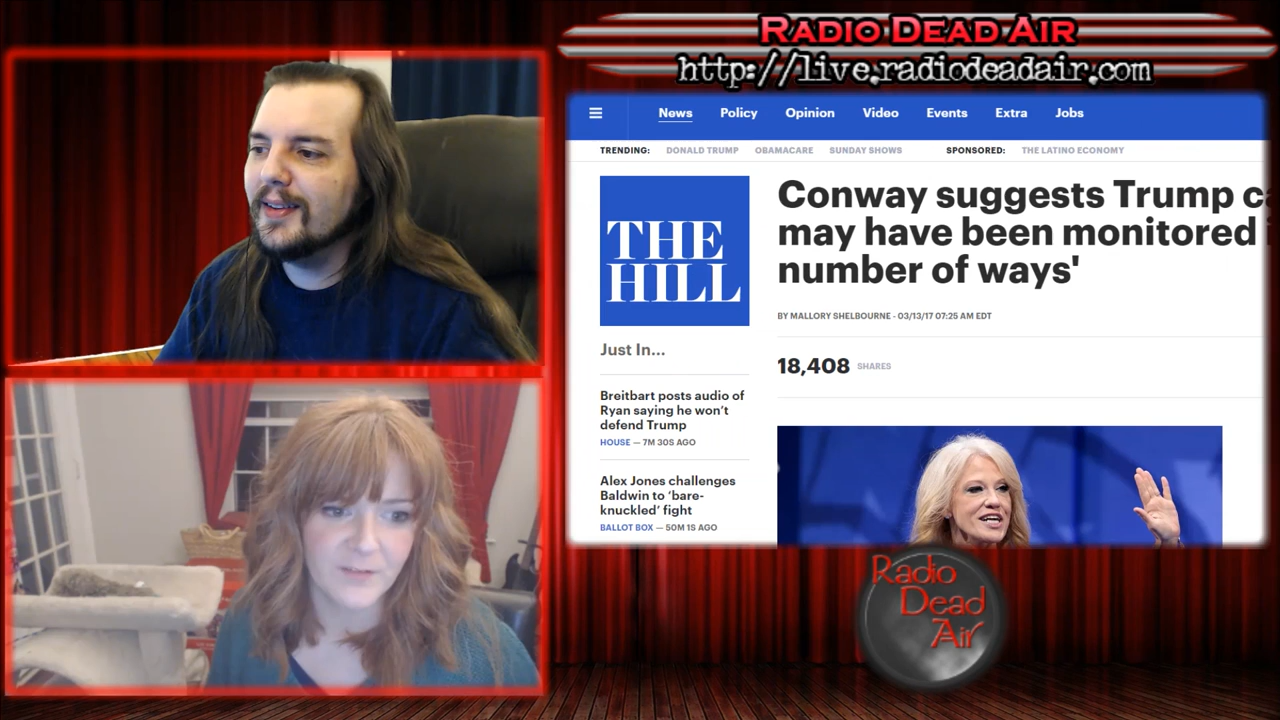 RADIO DEAD AIR
http://live.radiodeadair.com
News Policy Opinion Video Events Extra Jobs
TRENDING: DONALD TRUMP OBAMACARE SUNDAY SHOWS SPONSORED: THE LATINO ECONOMY
THE
HILL
Conway suggests Trump ca
may have been monitored
number of ways'
BY MALLORY SHELBOURNE - 03/13/17 07:25 AM EDT
18,408 SHARES
Just In...
Breitbart posts audio of
Ryan saying he won't
defend Trump
HOUSE — 7M 30S AGO
Alex Jones challenges
Baldwin to 'bare-
knuckled' fight
BALLOT BOX — 50M 1S AGO
Radio
Dead
Air